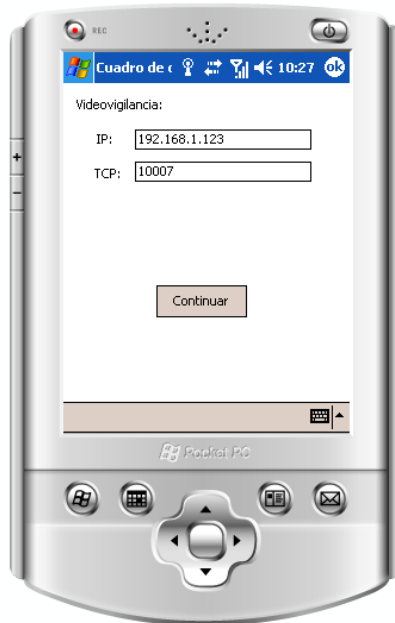 REC
Cuadro de c 10:27 ok
Videovigilancia:
IP: 192.168.1.123
TCP: 10007
Continuar
Pocket PC
+
−